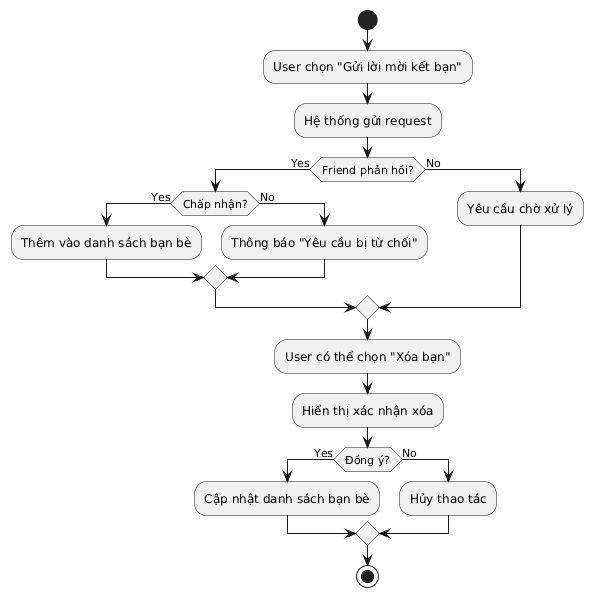 User chọn "Gửi lời mời kết bạn"
Hệ thống gửi request
Yes
Friend phản hồi?
No
Yes
Chấp nhận?
No
Yêu cầu chờ xử lý
Thêm vào danh sách bạn bè
Thông báo "Yêu cầu bị từ chối"
User có thể chọn "Xóa bạn"
Hiển thị xác nhận xóa
Yes
Đồng ý?
No
Cập nhật danh sách bạn bè
Hủy thao tác